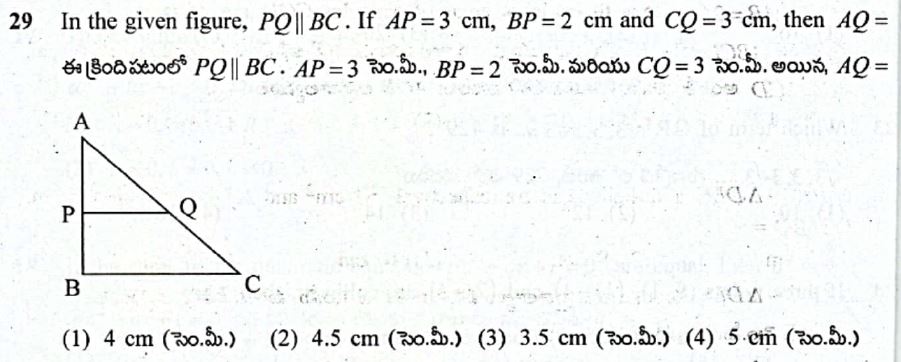 29 In the given figure, PQ || BC. If AP = 3 cm, BP = 2 cm and CQ = 3 cm, then AQ =
ఈ క్రిందిపటంలో PQ || BC. AP = 3 సెం.మీ., BP = 2 సెం.మీ. మరియు CQ = 3 సెం.మీ. అయిన, AQ =
A
P Q
B C
(1) 4 cm (సెం.మీ.) (2) 4.5 cm (సెం.మీ.) (3) 3.5 cm (సెం.మీ.) (4) 5 cm (సెం.మీ.)